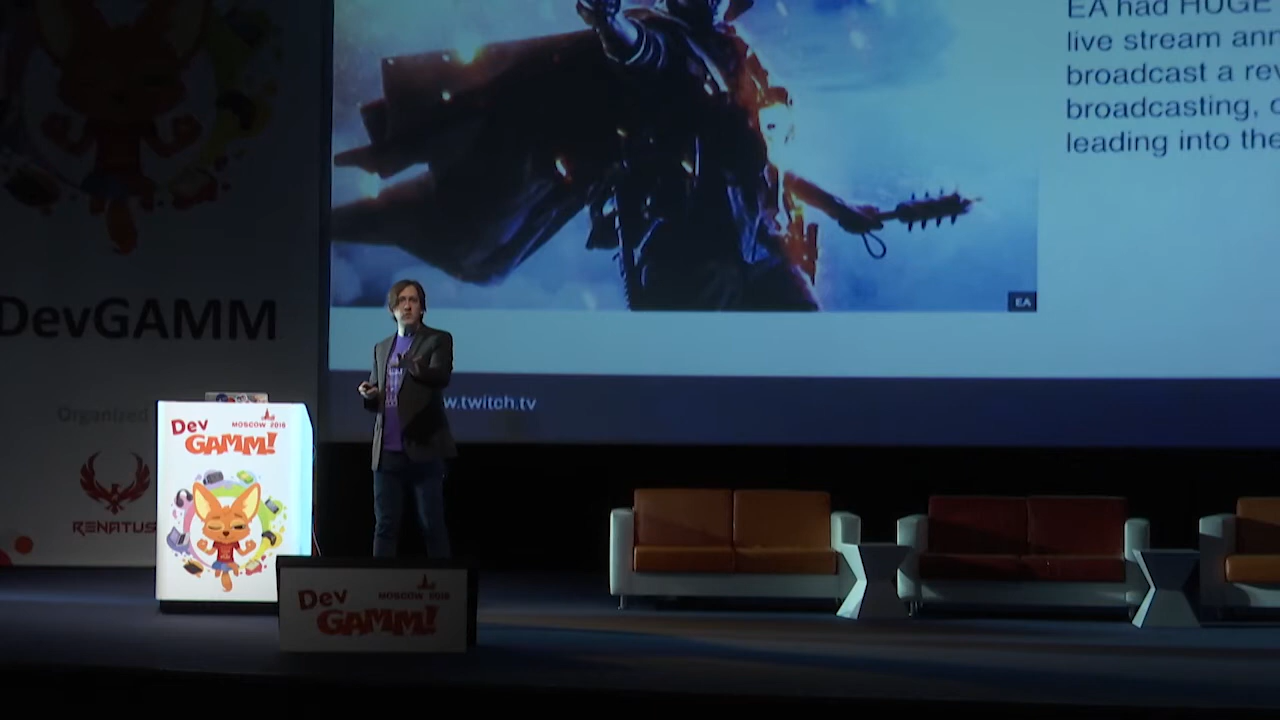 EA had HUGE
live stream ann
broadcast a rev
broadcasting, c
leading into the
EA
w.twitch.tv
DevGAMM
Organized
RENATUS
Dev
MOSCOW 2016
GAMM!
Dev
MOSCOW 2016
GAMM!